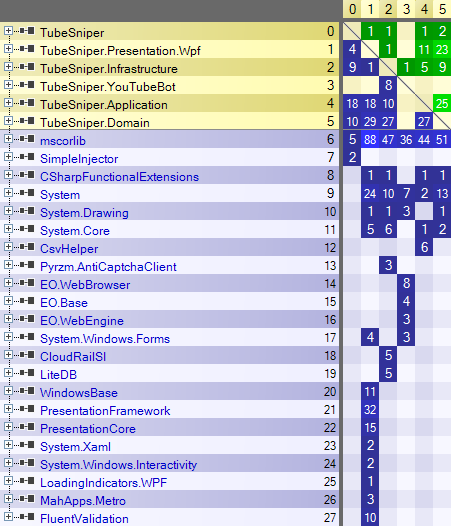 0 1 2 3 4 5
TubeSniper 0 1 1 1 2
TubeSniper.Presentation.Wpf 1 4 1 11 23
TubeSniper.Infrastructure 2 9 1 1 5 9
TubeSniper.YouTubeBot 3 8
TubeSniper.Application 4 18 18 10 25
TubeSniper.Domain 5 10 29 27 27
mscorlib 6 5 88 47 36 44 51
SimpleInjector 7 2
CSharpFunctionalExtensions 8 1 1 1 1
System 9 24 10 7 2 13
System.Drawing 10 1 1 3 1
System.Core 11 5 6 1 2
CsvHelper 12 6
Pyrzm.AntiCaptchaClient 13 3
EO.WebBrowser 14 8
EO.Base 15 4
EO.WebEngine 16 3
System.Windows.Forms 17 4 3
CloudRailSI 18 5
LiteDB 19 5
WindowsBase 20 11
PresentationFramework 21 32
PresentationCore 22 15
System.Xaml 23 2
System.Windows.Interactivity 24 2
LoadingIndicators.WPF 25 1
MahApps.Metro 26 3
FluentValidation 27 10